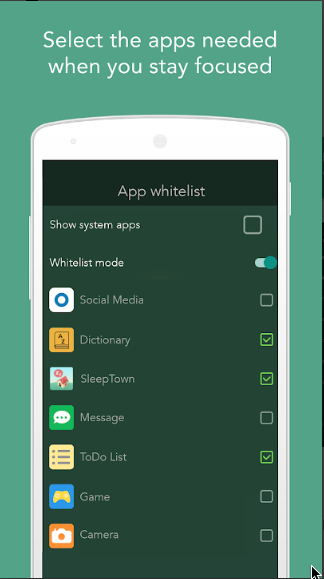 Select the apps needed
when you stay focused
App whitelist
Show system apps
Whitelist mode
Social Media
Dictionary
SleepTown
Message
ToDo List
Game
Camera